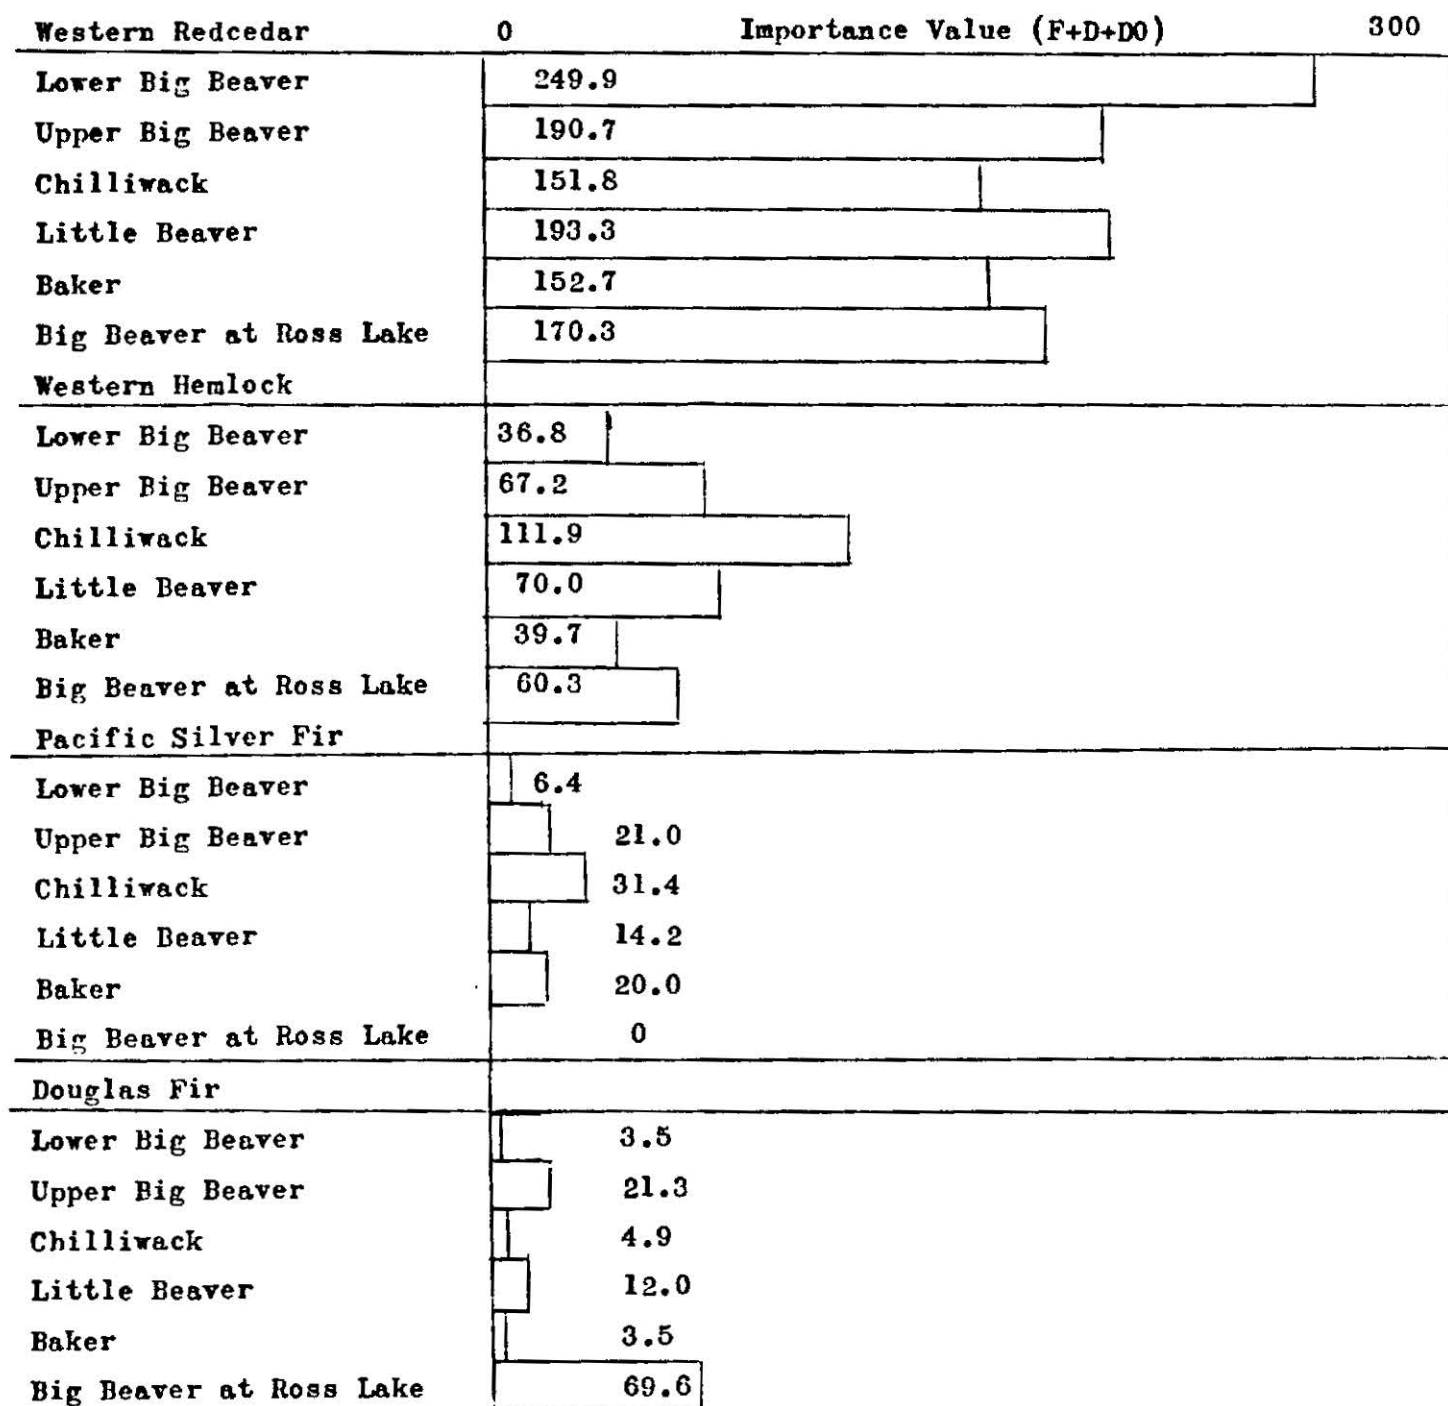 Western Redcedar 0 Importance Value (F+D+DO) 300
Lower Big Beaver 249.9
Upper Big Beaver 190.7
Chilliwack 151.8
Little Beaver 193.3
Baker 152.7
Big Beaver at Ross Lake 170.3
Western Hemlock
Lower Big Beaver 36.8
Upper Big Beaver 67.2
Chilliwack 111.9
Little Beaver 70.0
Baker 39.7
Big Beaver at Ross Lake 60.3
Pacific Silver Fir
Lower Big Beaver 6.4
Upper Big Beaver 21.0
Chilliwack 31.4
Little Beaver 14.2
Baker 20.0
Big Beaver at Ross Lake 0
Douglas Fir
Lower Big Beaver 3.5
Upper Big Beaver 21.3
Chilliwack 4.9
Little Beaver 12.0
Baker 3.5
Big Beaver at Ross Lake 69.6